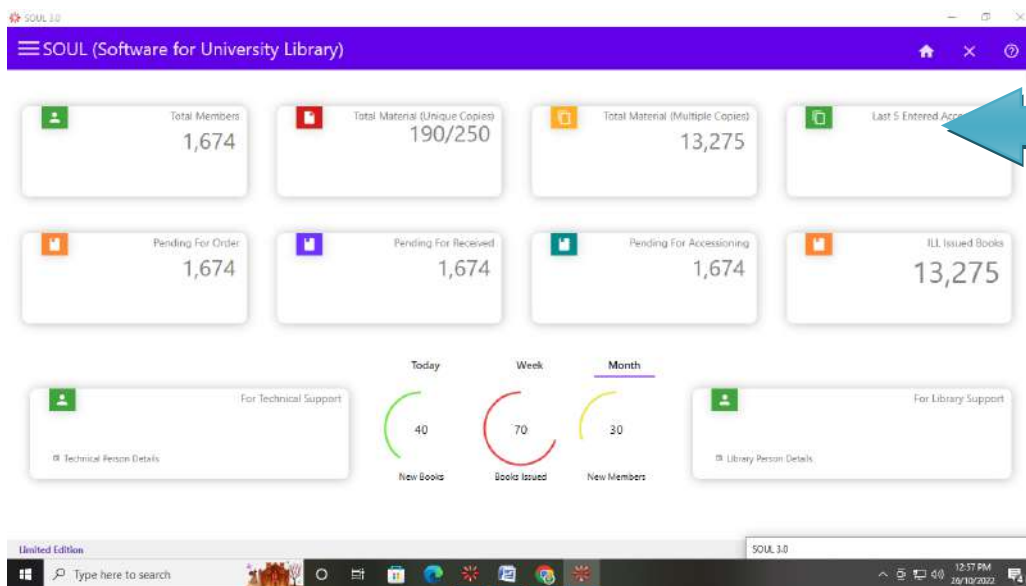 SOUL 3.0
SOUL (Software for University Library)
Total Members
1,674
Total Material (Unique Copies)
190/250
Total Material (Multiple Copies)
13,275
Last 5 Entered
Pending For Order
1,674
Pending For Received
1,674
Pending For Accessioning
1,674
ILL Issued Books
13,275
Today Week Month
For Technical Support
Technical Person Details
40
New Books
70
Books Issued
30
New Members
For Library Support
Library Person Details
Limited Edition
SOUL 3.0
Type here to search
12:57 PM
20/10/2022